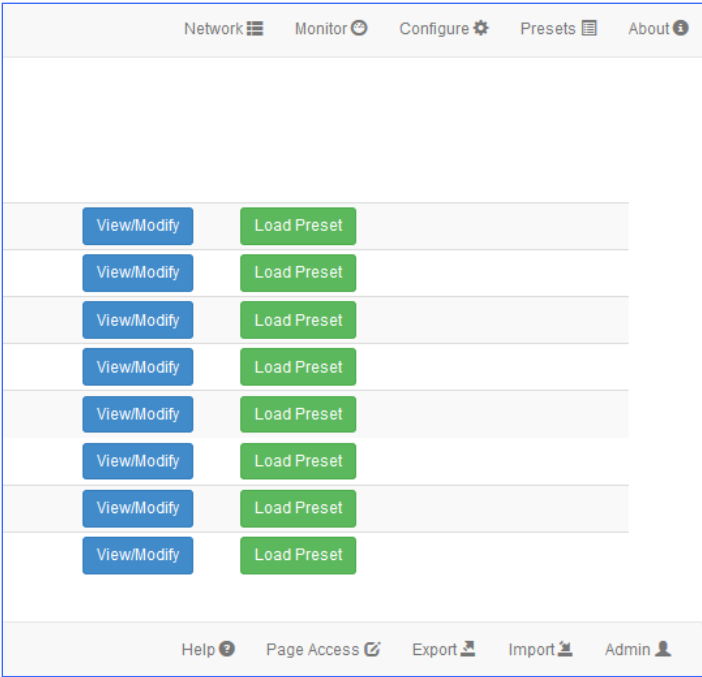 Network Monitor Configure Presets About
View/Modify Load Preset
View/Modify Load Preset
View/Modify Load Preset
View/Modify Load Preset
View/Modify Load Preset
View/Modify Load Preset
View/Modify Load Preset
View/Modify Load Preset
Help Page Access Export Import Admin